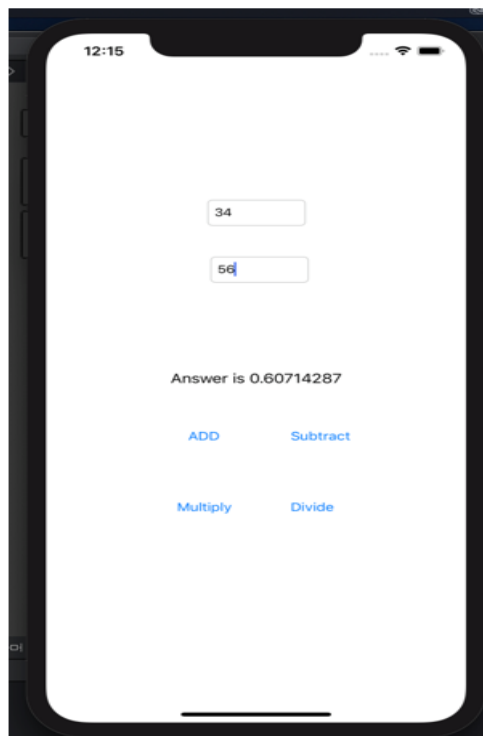 12:15
34
56
Answer is 0.60714287
ADD Subtract
Multiply Divide